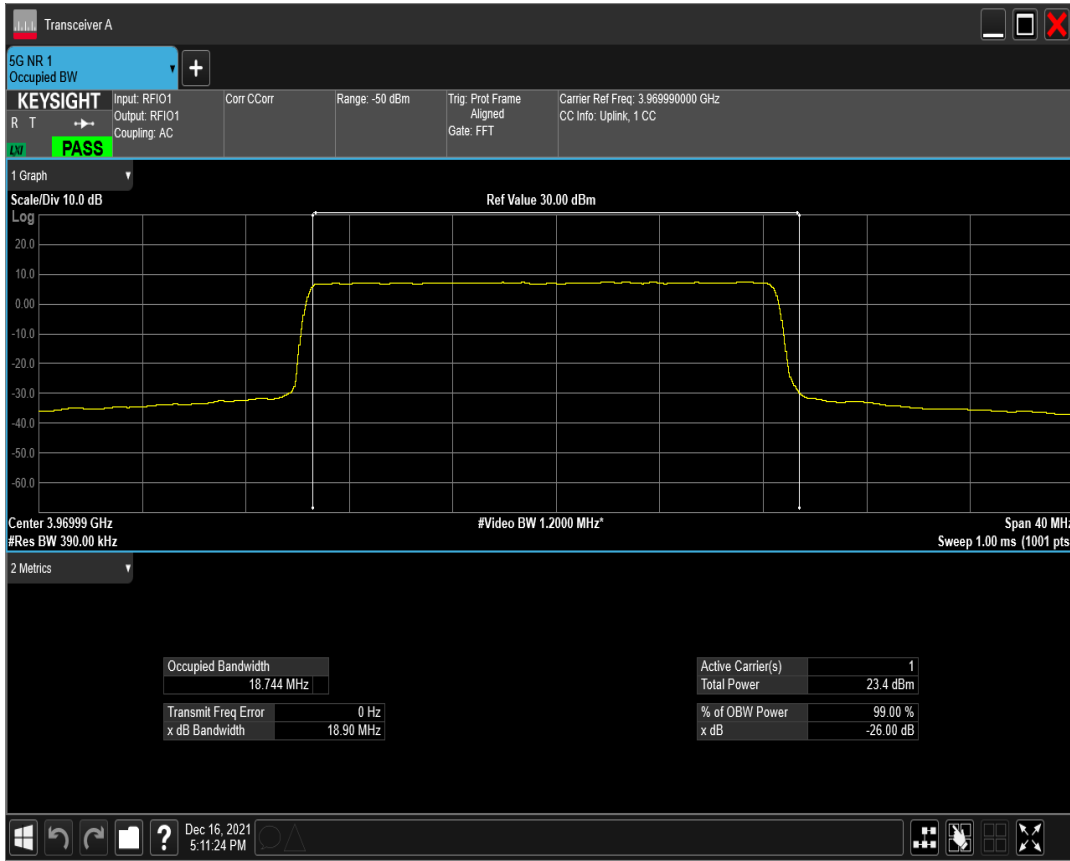 Transceiver A
5G NR 1
Occupied BW
KEYSIGHT
R T
LXI
PASS
Input: RFIO1
Output: RFIO1
Coupling: AC
Corr CCorr
Range: -50 dBm
Trig: Prot Frame
Aligned
Gate: FFT
Carrier Ref Freq: 3.969990000 GHz
CC Info: Uplink, 1 CC
1 Graph
Scale/Div 10.0 dB
Ref Value 30.00 dBm
Log
20.0
10.0
0.00
-10.0
-20.0
-30.0
-40.0
-50.0
-60.0
Center 3.96999 GHz
#Video BW 1.2000 MHz*
Span 40 MHz
#Res BW 390.00 kHz
Sweep 1.00 ms (1001 pts
2 Metrics
Occupied Bandwidth
18.744 MHz
Transmit Freq Error 0 Hz
x dB Bandwidth 18.90 MHz
Active Carrier(s) 1
Total Power 23.4 dBm
% of OBW Power 99.00 %
x dB -26.00 dB
?
Dec 16, 2021
5:11:24 PM